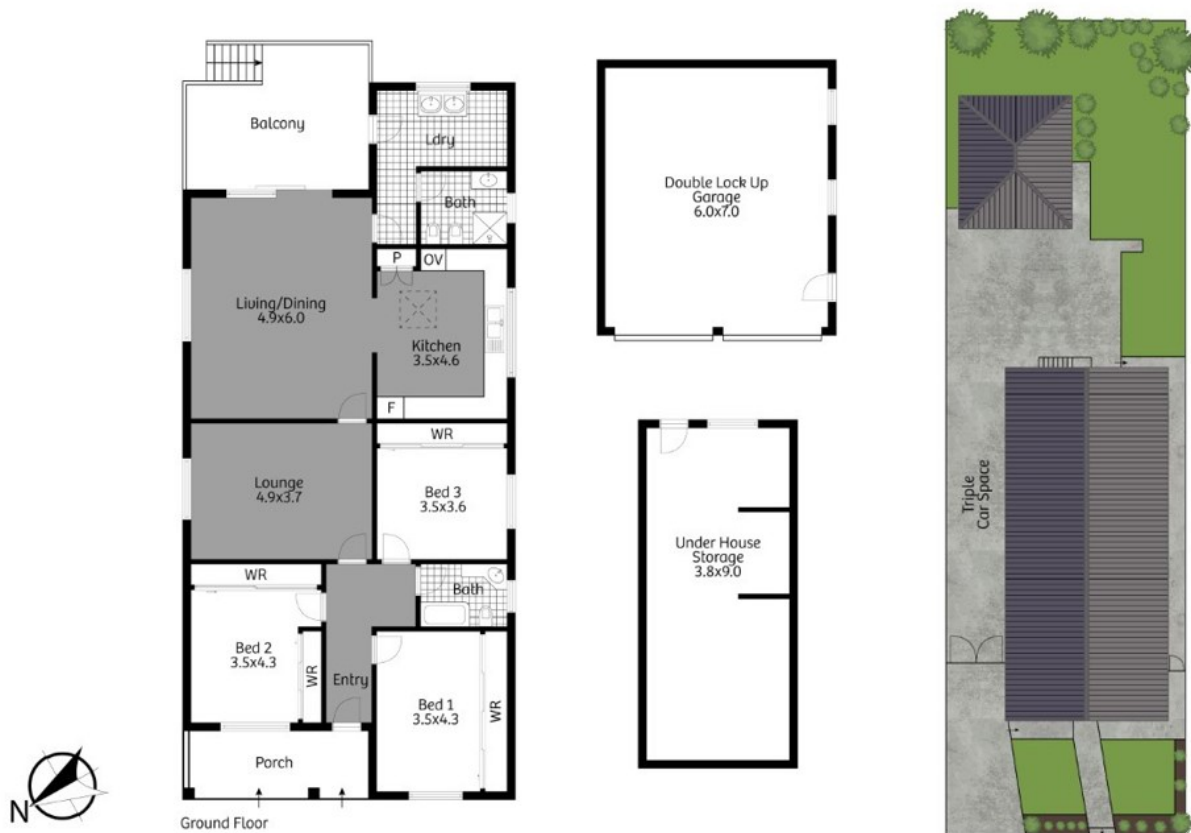 Balcony
Ldry
Bath
P
OV
Living/Dining
4.9x6.0
Kitchen
3.5x4.6
F
WR
Lounge
4.9x3.7
Bed 3
3.5x3.6
WR
Bath
Bed 2
3.5x4.3
WR
Entry
Bed 1
3.5x4.3
WR
Porch
N
Ground Floor
Double Lock Up
Garage
6.0x7.0
Under House
Storage
3.8x9.0
Triple
Car Space